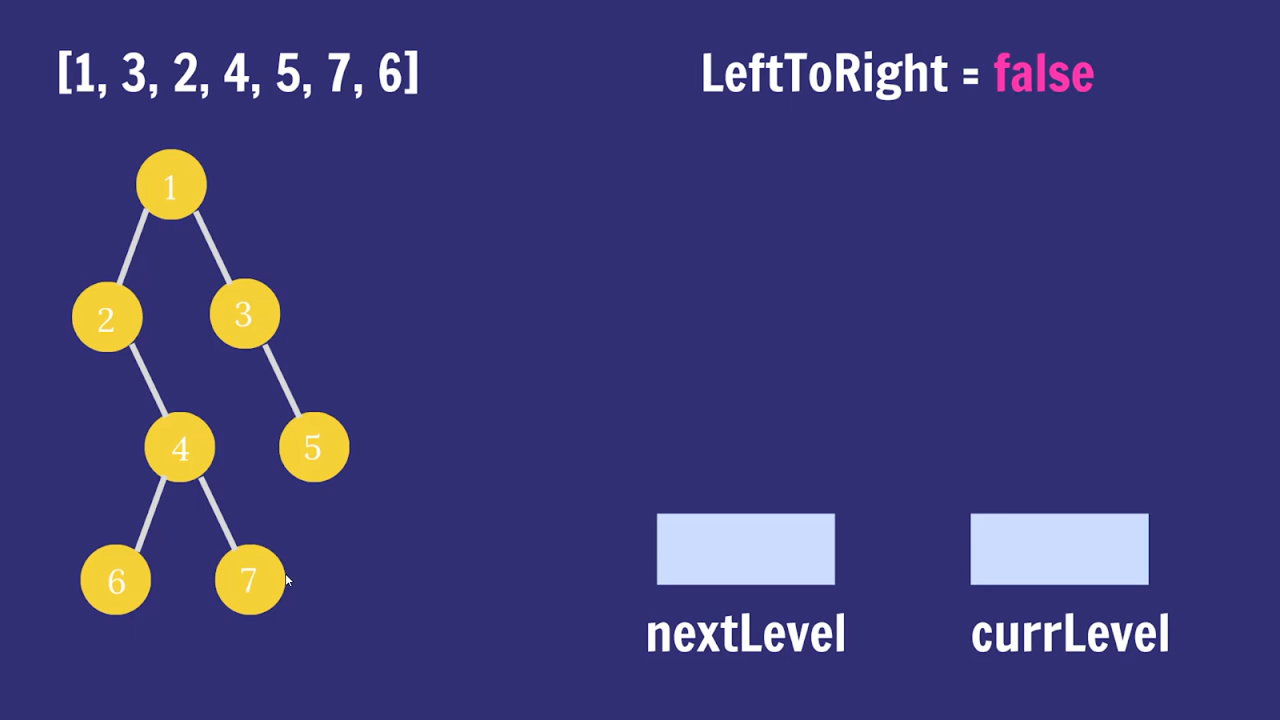 [1, 3, 2, 4, 5, 7, 6]
LeftToRight = false
1
2
3
4
5
6
7
nextLevel
currLevel